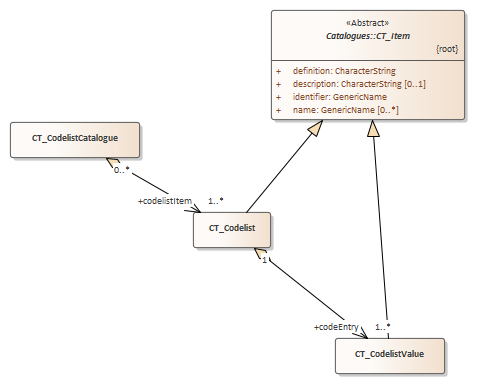 «Abstract»
Catalogues::CT_Item
{root}
+ definition: CharacterString
+ description: CharacterString [0..1]
+ identifier: GenericName
+ name: GenericName [0..*]
CT_CodelistCatalogue
0..*
+codelistItem 1..*
CT_Codelist
1
+codeEntry 1..*
CT_CodelistValue